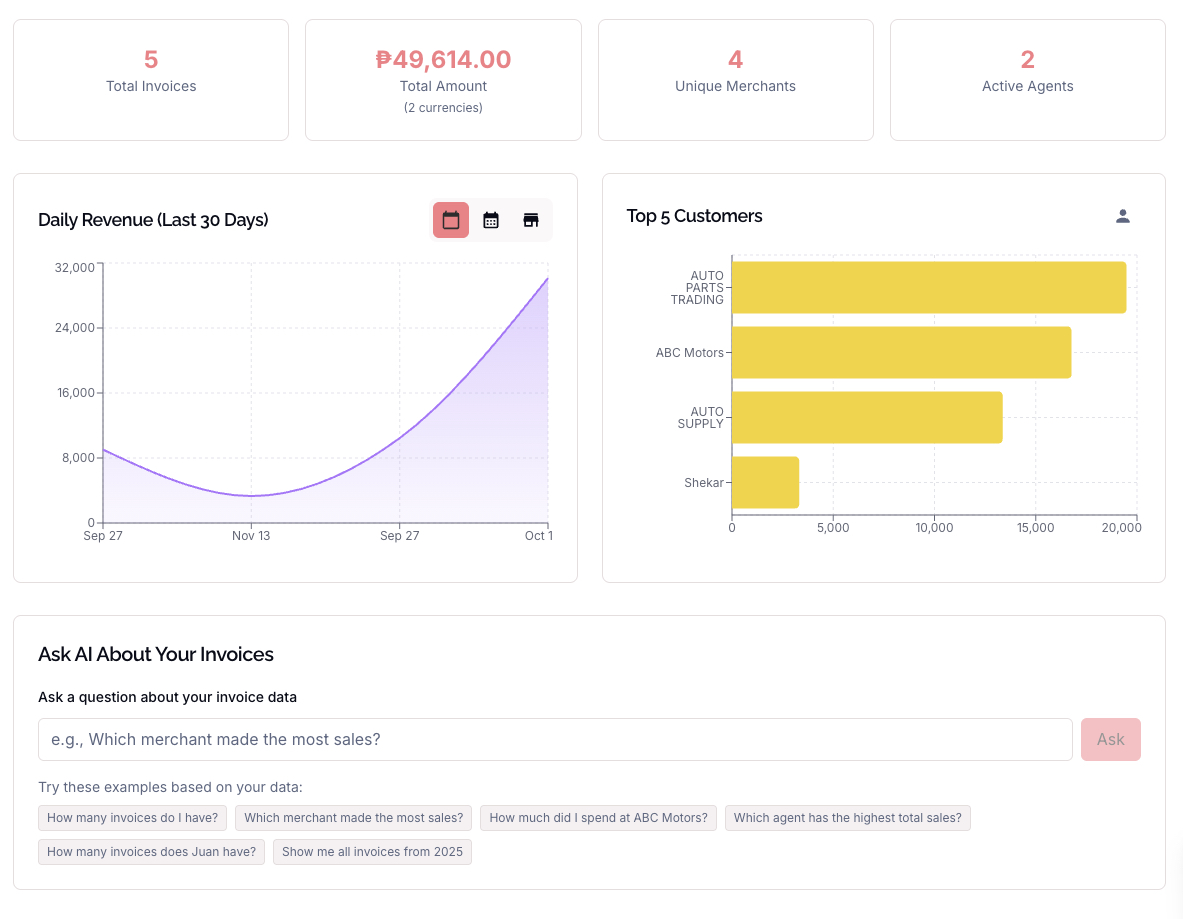 5
Total Invoices
₱49,614.00
Total Amount
(2 currencies)
4
Unique Merchants
2
Active Agents
Daily Revenue (Last 30 Days)
32,000
24,000
16,000
8,000
0
Sep 27
Nov 13
Sep 27
Oct 1
Top 5 Customers
AUTO
PARTS
TRADING
ABC Motors
AUTO
SUPPLY
Shekar
0
5,000
10,000
15,000
20,000
Ask AI About Your Invoices
Ask a question about your invoice data
e.g., Which merchant made the most sales?
Ask
Try these examples based on your data:
How many invoices do I have?
Which merchant made the most sales?
How much did I spend at ABC Motors?
Which agent has the highest total sales?
How many invoices does Juan have?
Show me all invoices from 2025